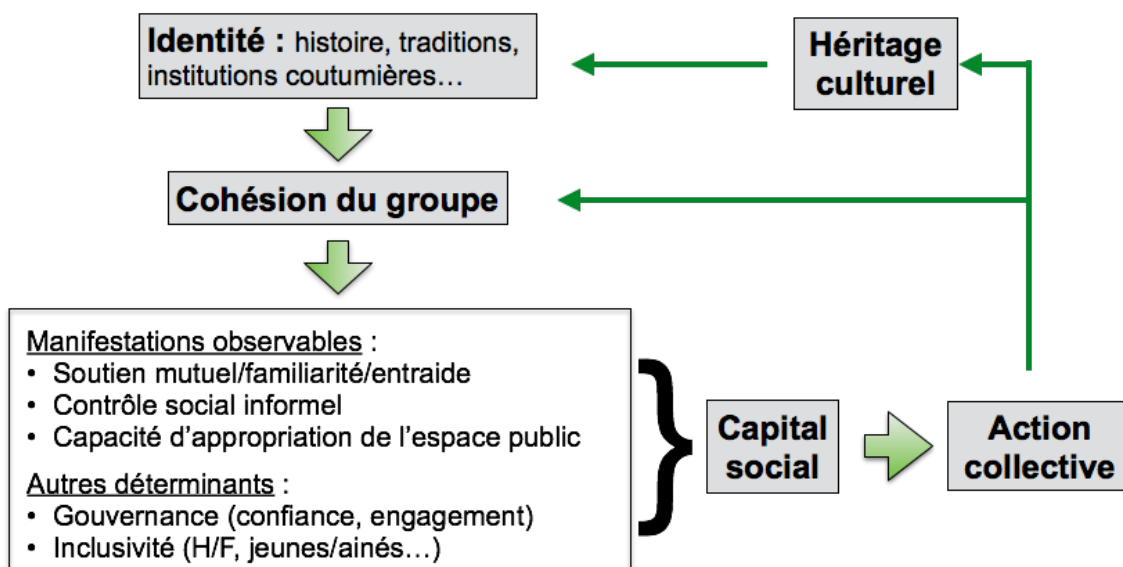 Identité : histoire, traditions,
institutions coutumières…
Héritage
culturel
Cohésion du groupe
Manifestations observables :
• Soutien mutuel/familiarité/entraide
• Contrôle social informel
• Capacité d’appropriation de l’espace public
Autres déterminants :
• Gouvernance (confiance, engagement)
• Inclusivité (H/F, jeunes/ainés…)
Capital
social
Action
collective